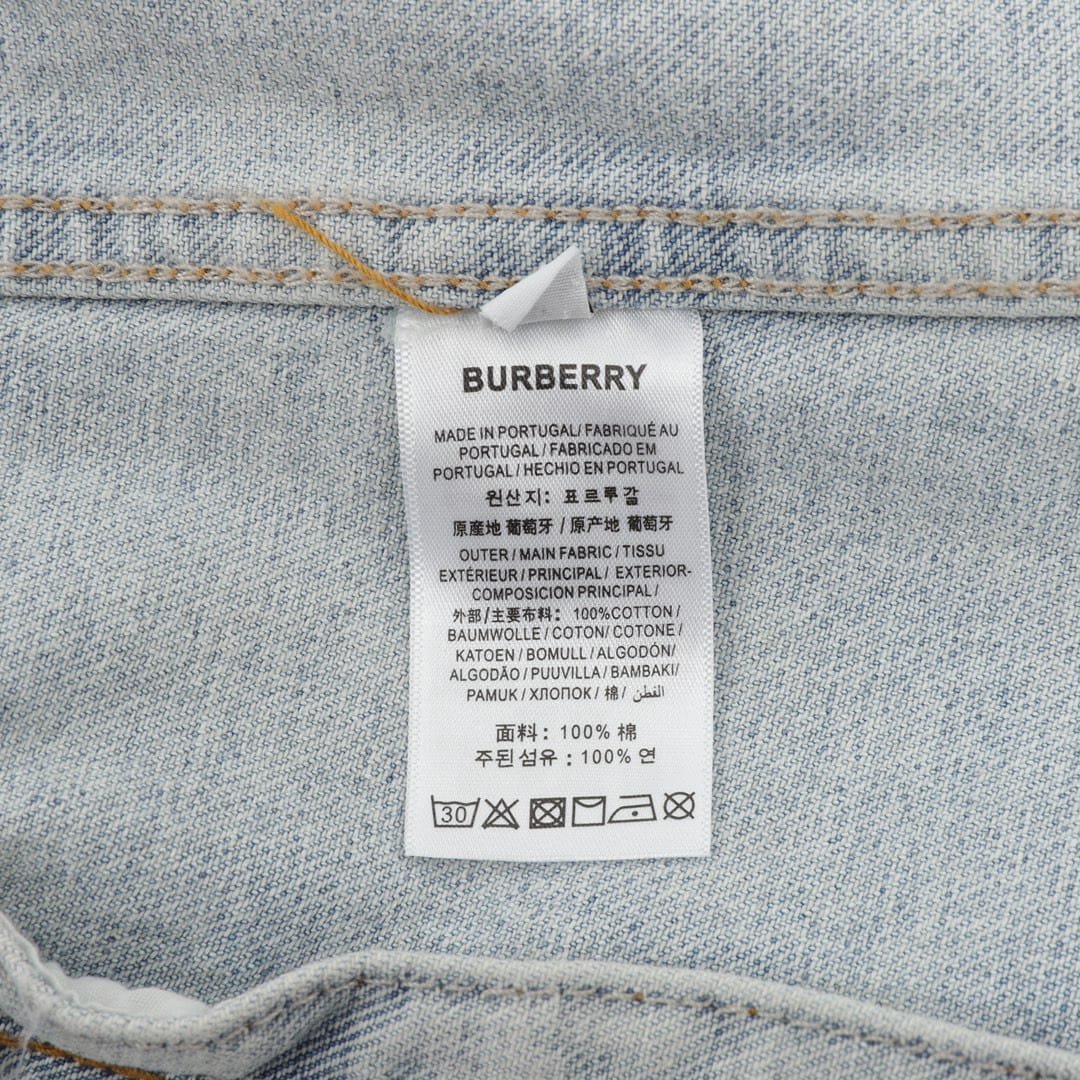 BURBERRY
MADE IN PORTUGAL/ FABRIQUÉ AU
PORTUGAL / FABRICADO EM
PORTUGAL / HECHIO EN PORTUGAL
원산지: 표르투갈
原産地 葡萄牙 / 原产地 葡萄牙
OUTER / MAIN FABRIC / TISSU
EXTÉRIEUR / PRINCIPAL / EXTERIOR-
COMPOSICION PRINCIPAL /
外部 / 主要布料: 100%COTTON /
BAUMWOLLE / COTON/ COTONE /
KATOEN / BOMULL / ALGODÓN/
ALGODÃO / PUUVILLA / BAMBAKI/
PAMUK / ХЛОПОК / 棉 / القطن
面料: 100% 棉
주된섬유 : 100% 연
30